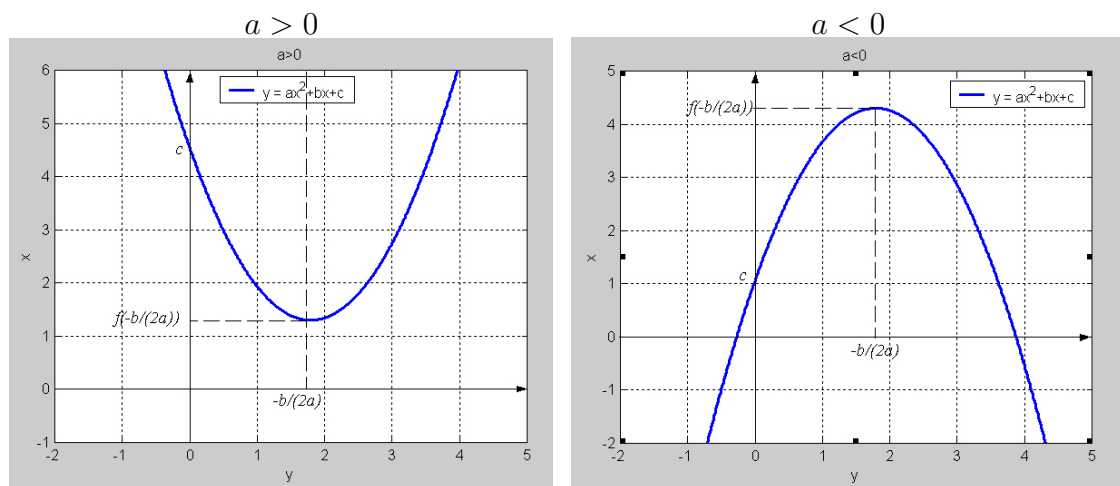 a > 0
a>0
6
5
4
3
2
1
0
-1
x
y = ax²+bx+c
c
f(-b/(2a))
-b/(2a)
-2 -1 0 1 2 3 4 5
y
a < 0
a<0
5
4
3
2
1
0
-1
-2
x
f(-b/(2a))
y = ax²+bx+c
c
-b/(2a)
-2 -1 0 1 2 3 4 5
y